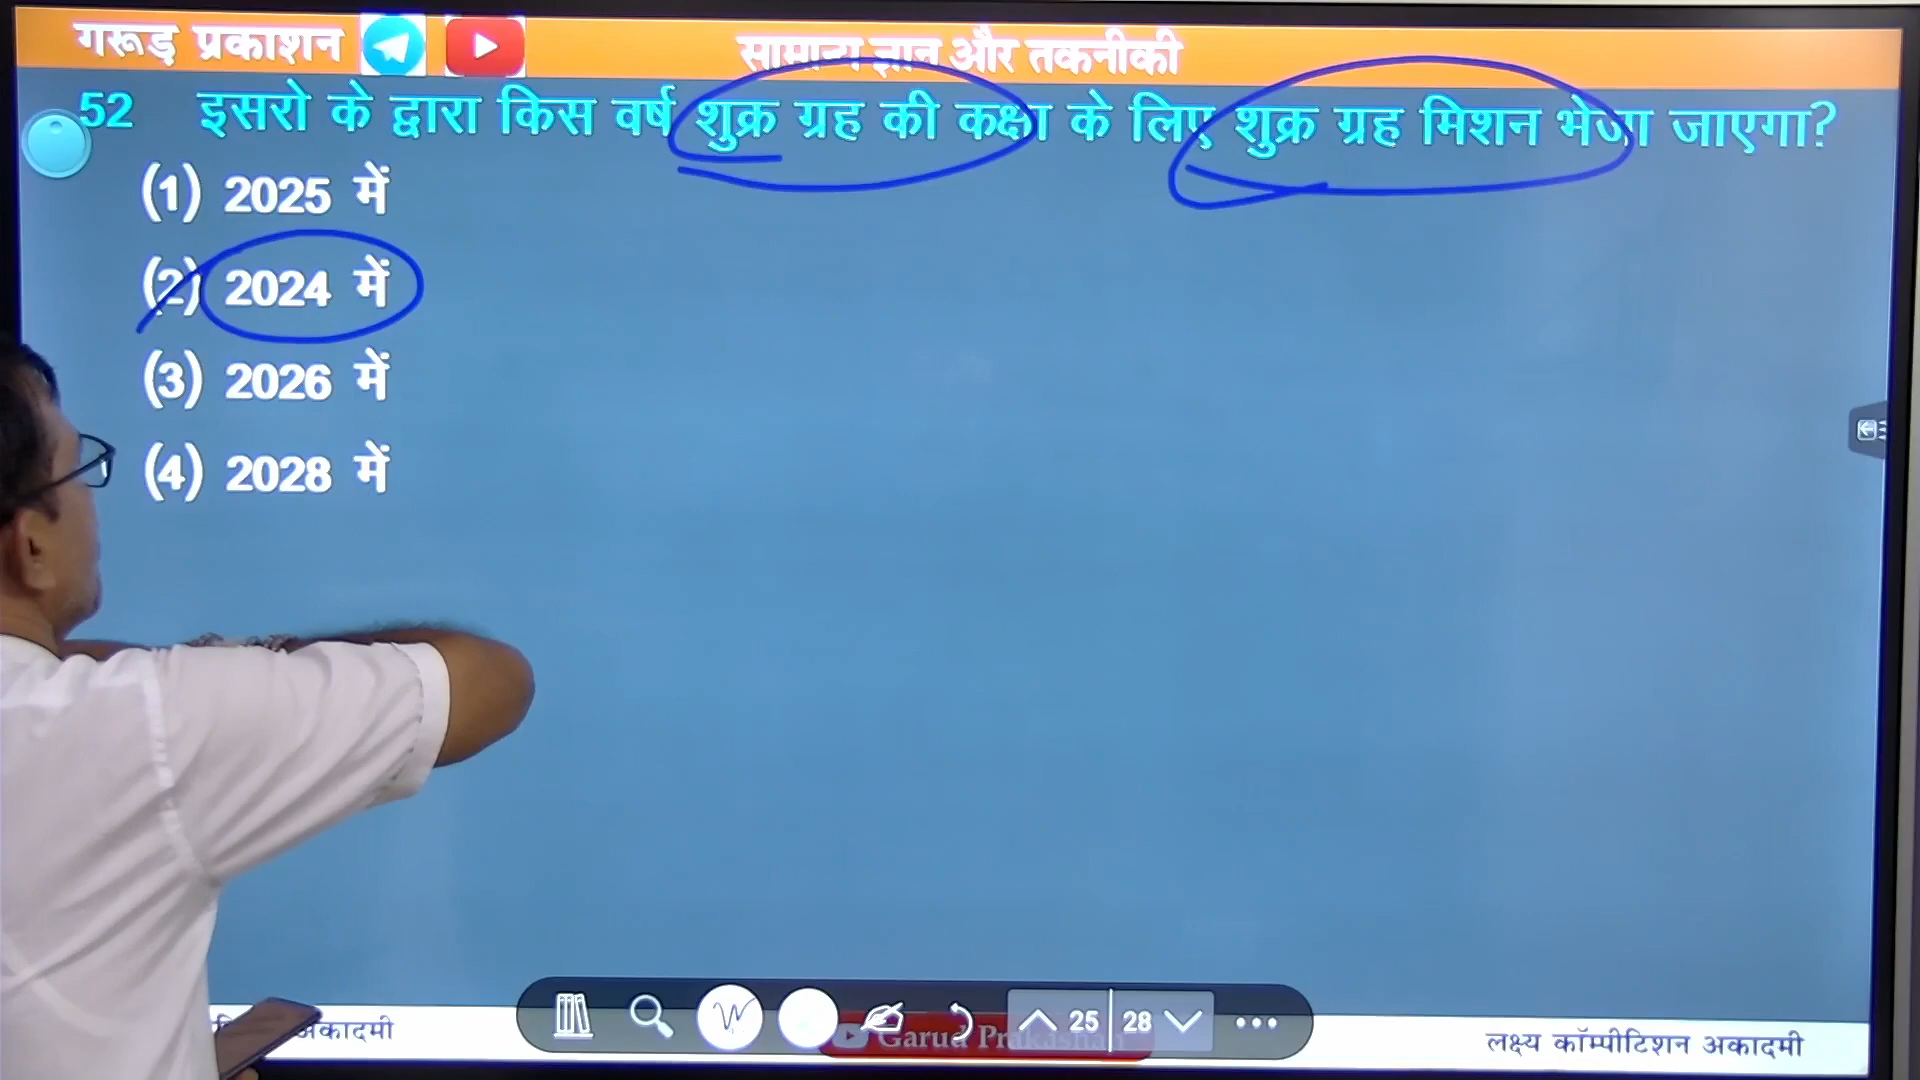 गरूड़ प्रकाशन
सामान्य ज्ञान और तकनीकी
52 इसरो के द्वारा किस वर्ष शुक्र ग्रह की कक्षा के लिए शुक्र ग्रह मिशन भेजा जाएगा?
(1) 2025 में
(2) 2024 में
(3) 2026 में
(4) 2028 में
25 28
Garud
अकादमी
लक्ष्य कॉम्पीटिशन अकादमी